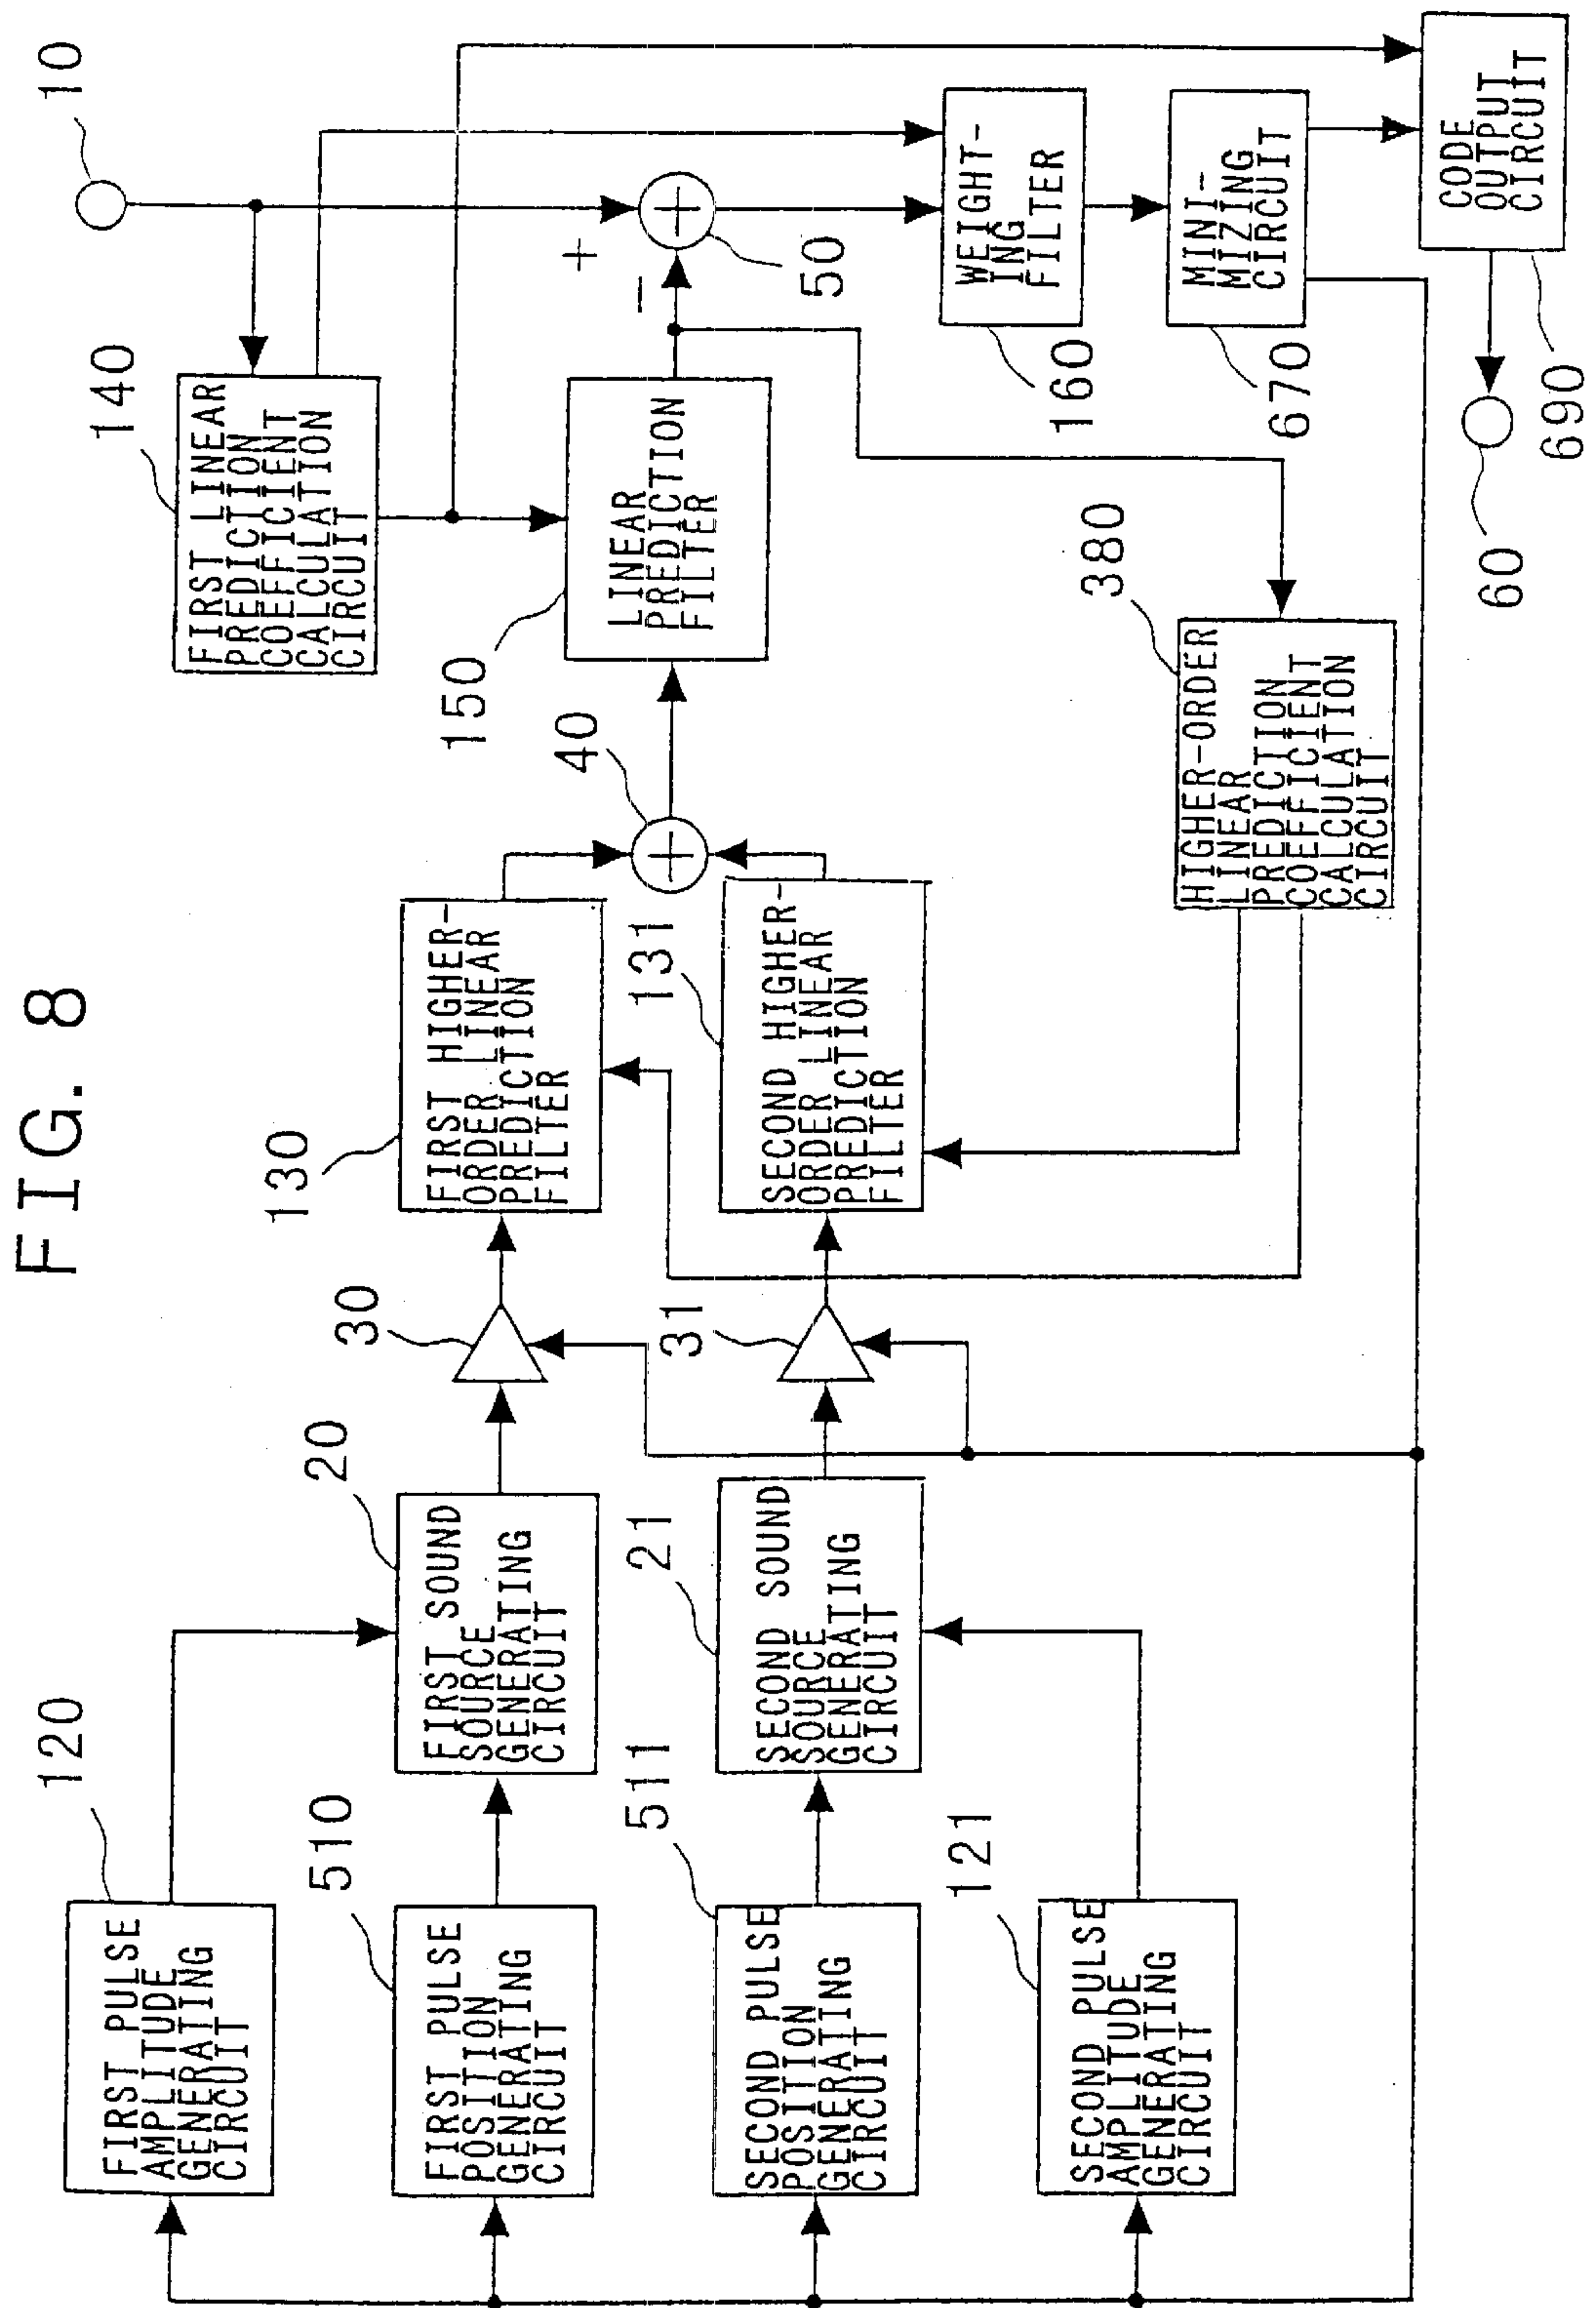 FIG. 8
120
FIRST PULSE
AMPLITUDE
GENERATING
CIRCUIT
510
FIRST PULSE
POSITION
GENERATING
CIRCUIT
511
SECOND PULSE
POSITION
GENERATING
CIRCUIT
121
SECOND PULSE
AMPLITUDE
GENERATING
CIRCUIT
20
FIRST SOUND
SOURCE
GENERATING
CIRCUIT
21
SECOND SOUND
SOURCE
GENERATING
CIRCUIT
30
31
130
FIRST HIGHER-
ORDER LINEAR
PREDICTION
FILTER
131
SECOND HIGHER-
ORDER LINEAR
PREDICTION
FILTER
40
140
FIRST LINEAR
PREDICTION
COEFFICIENT
CALCULATION
CIRCUIT
150
LINEAR
PREDICTION
FILTER
380
HIGHER-ORDER
LINEAR
PREDICTION
COEFFICIENT
CALCULATION
CIRCUIT
10
+
−
50
WEIGHT-
ING
FILTER
160
MINI-
MIZING
CIRCUIT
670
CODE
OUTPUT
CIRCUIT
690
60